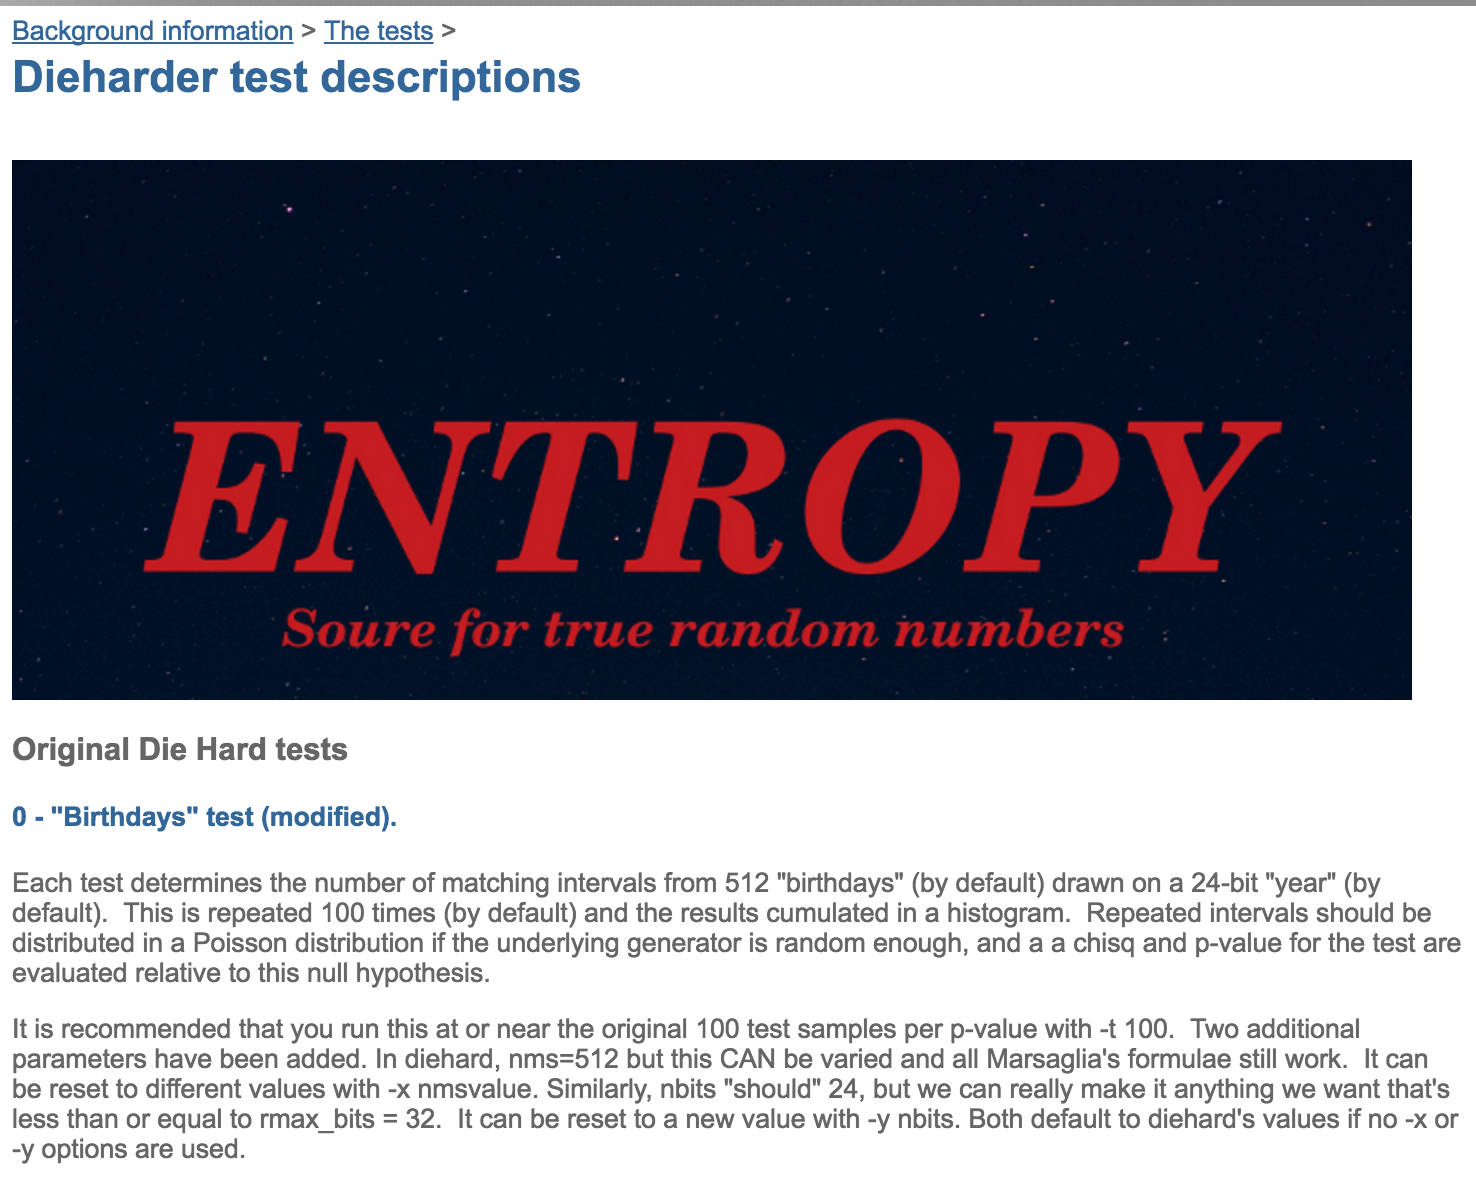 Background information > The tests >
Dieharder test descriptions
ENTROPY
Soure for true random numbers
Original Die Hard tests
0 - "Birthdays" test (modified).
Each test determines the number of matching intervals from 512 "birthdays" (by default) drawn on a 24-bit "year" (by
default).  This is repeated 100 times (by default) and the results cumulated in a histogram.  Repeated intervals should be
distributed in a Poisson distribution if the underlying generator is random enough, and a a chisq and p-value for the test are
evaluated relative to this null hypothesis.
It is recommended that you run this at or near the original 100 test samples per p-value with -t 100.  Two additional
parameters have been added. In diehard, nms=512 but this CAN be varied and all Marsaglia's formulae still work.  It can
be reset to different values with -x nmsvalue. Similarly, nbits "should" 24, but we can really make it anything we want that's
less than or equal to rmax_bits = 32.  It can be reset to a new value with -y nbits. Both default to diehard's values if no -x or
-y options are used.